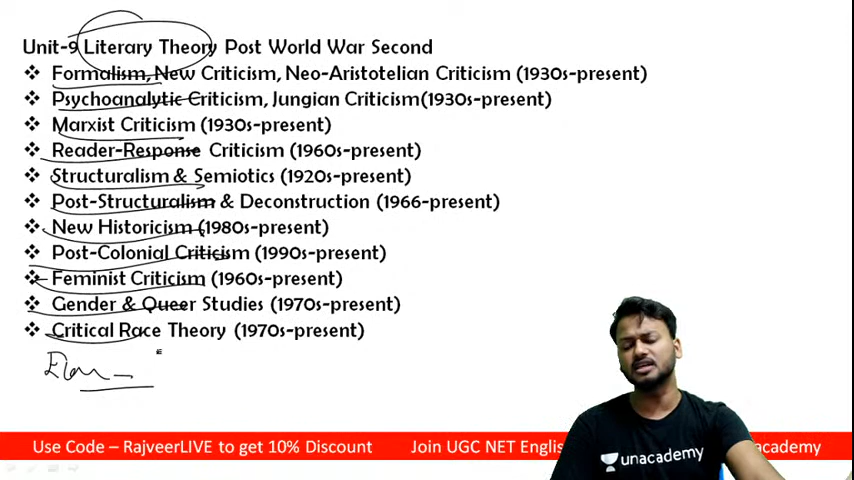 Unit-9 Literary Theory Post World War Second
❖ Formalism, New Criticism, Neo-Aristotelian Criticism (1930s-present)
❖ Psychoanalytic Criticism, Jungian Criticism(1930s-present)
❖ Marxist Criticism (1930s-present)
❖ Reader-Response Criticism (1960s-present)
❖ Structuralism & Semiotics (1920s-present)
❖ Post-Structuralism & Deconstruction (1966-present)
❖ New Historicism (1980s-present)
❖ Post-Colonial Criticism (1990s-present)
❖ Feminist Criticism (1960s-present)
❖ Gender & Queer Studies (1970s-present)
❖ Critical Race Theory (1970s-present)
Use Code – RajveerLIVE to get 10% Discount Join UGC NET Englis academy
unacademy